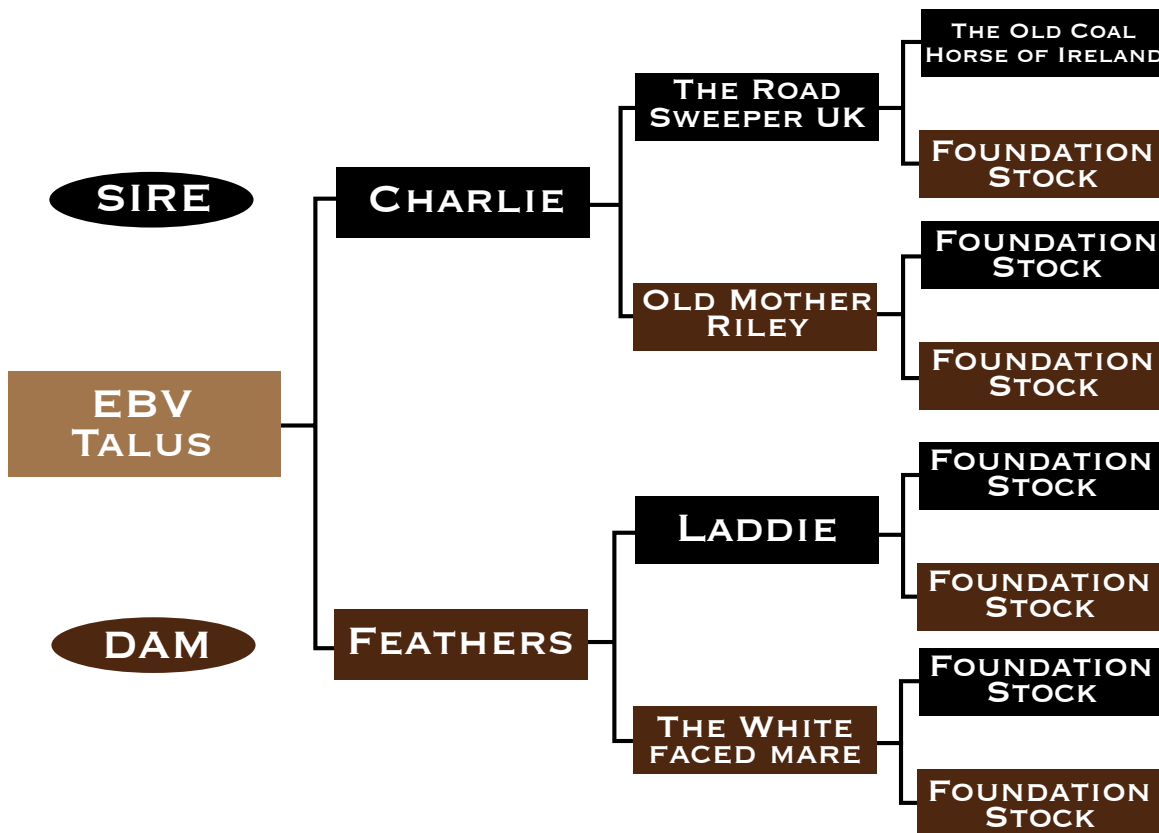 The Old Coal
Horse of Ireland
The Road
Sweeper UK
Foundation
Stock
SIRE
Charlie
Foundation
Stock
Old Mother
Riley
Foundation
Stock
EBV
Talus
Foundation
Stock
Laddie
Foundation
Stock
DAM
Feathers
Foundation
Stock
The White
faced mare
Foundation
Stock